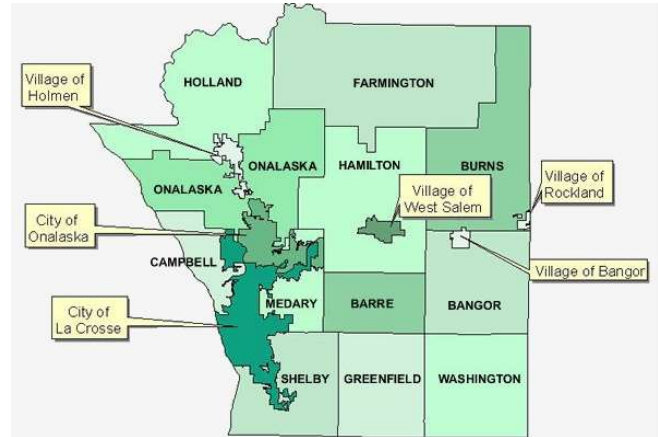 HOLLAND
FARMINGTON
Village of
Holmen
ONALASKA
HAMILTON
BURNS
Village of
Rockland
ONALASKA
Village of
West Salem
City of
Onalaska
CAMPBELL
Village of Bangor
City of
La Crosse
MEDARY
BARRE
BANGOR
SHELBY
GREENFIELD
WASHINGTON